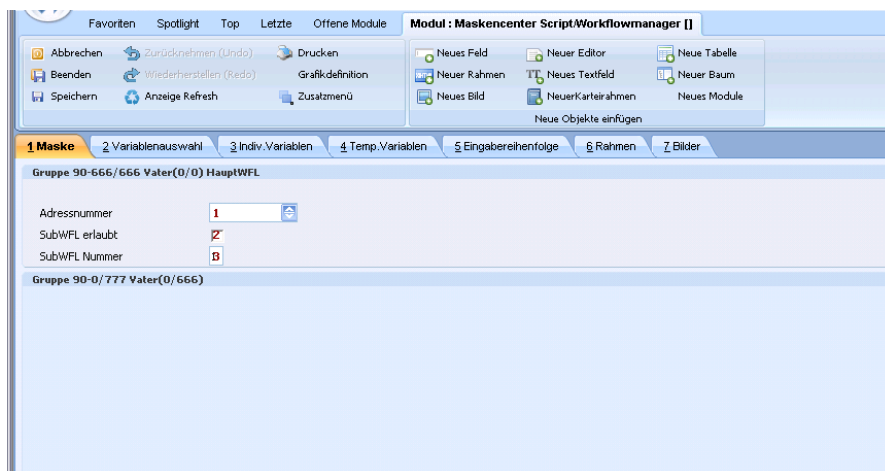 Favoriten Spotlight Top Letzte Offene Module Modul : Maskencenter Script/Workflowmanager []
Abbrechen Zurücknehmen (Undo) Drucken Neues Feld Neuer Editor Neue Tabelle
Beenden Wiederherstellen (Redo) Grafikdefinition Neuer Rahmen Neues Textfeld Neuer Baum
Speichern Anzeige Refresh Zusatzmenü Neues Bild NeuerKarteirahmen Neues Module
Neue Objekte einfügen
1 Maske 2 Variablenauswahl 3 Indiv.Variablen 4 Temp.Variablen 5 Eingabereihenfolge 6 Rahmen 7 Bilder
Gruppe 90-666/666 Vater(0/0) HauptWFL
Adressnummer 1
SubWFL erlaubt 2
SubWFL Nummer 3
Gruppe 90-0/777 Vater(0/666)